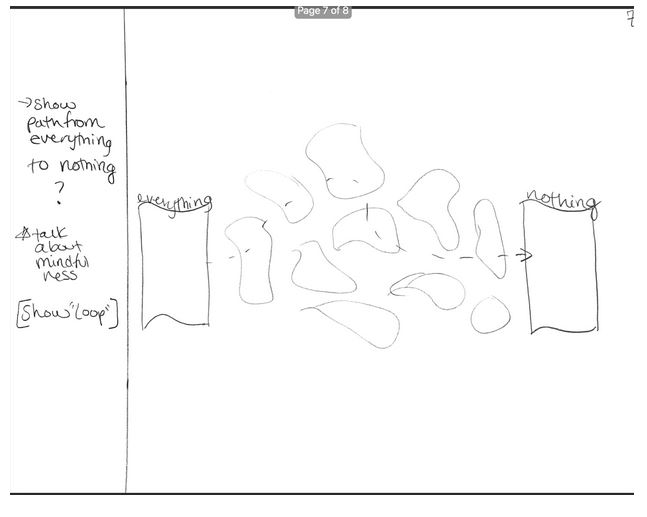 Page 7 of 8
7
→ Show
path from
everything
to nothing
?
☆ talk
about
mindful
ness
[Show "Loop"]
everything
nothing